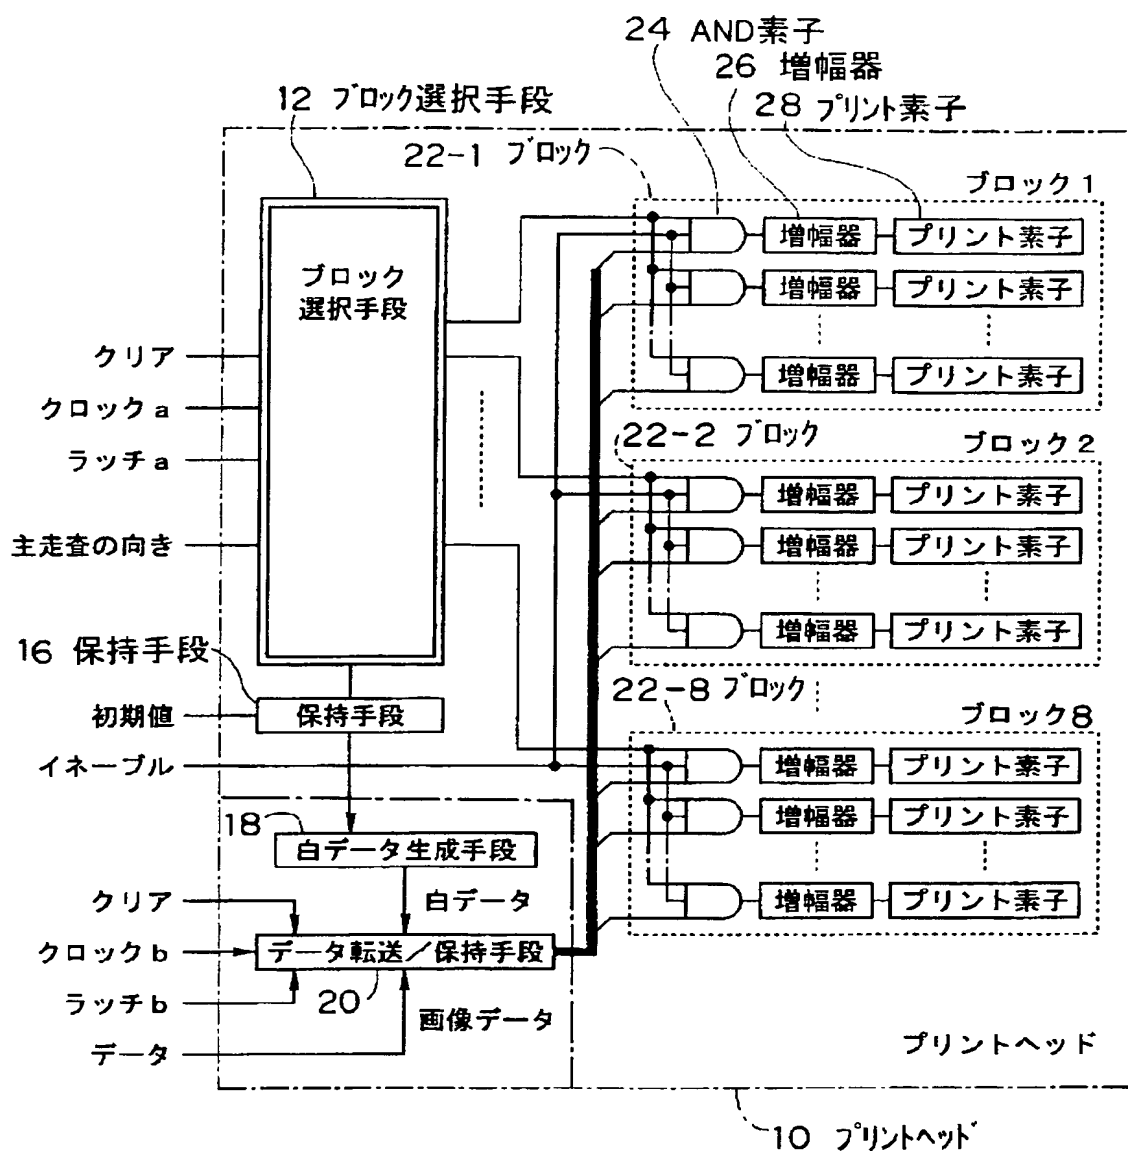 24 AND素子
26 増幅器
12 ブロック選択手段
28 プリント素子
22-1 ブロック
ブロック1
増幅器 プリント素子
増幅器 プリント素子
増幅器 プリント素子
ブロック
選択手段
クリア
クロックa
ラッチa
主走査の向き
22-2 ブロック
ブロック2
増幅器 プリント素子
増幅器 プリント素子
増幅器 プリント素子
16 保持手段
初期値
保持手段
イネーブル
22-8 ブロック
ブロック8
増幅器 プリント素子
増幅器 プリント素子
増幅器 プリント素子
18
白データ生成手段
クリア
白データ
クロックb
データ転送/保持手段
ラッチb
20
画像データ
データ
プリントヘッド
10 プリントヘッド